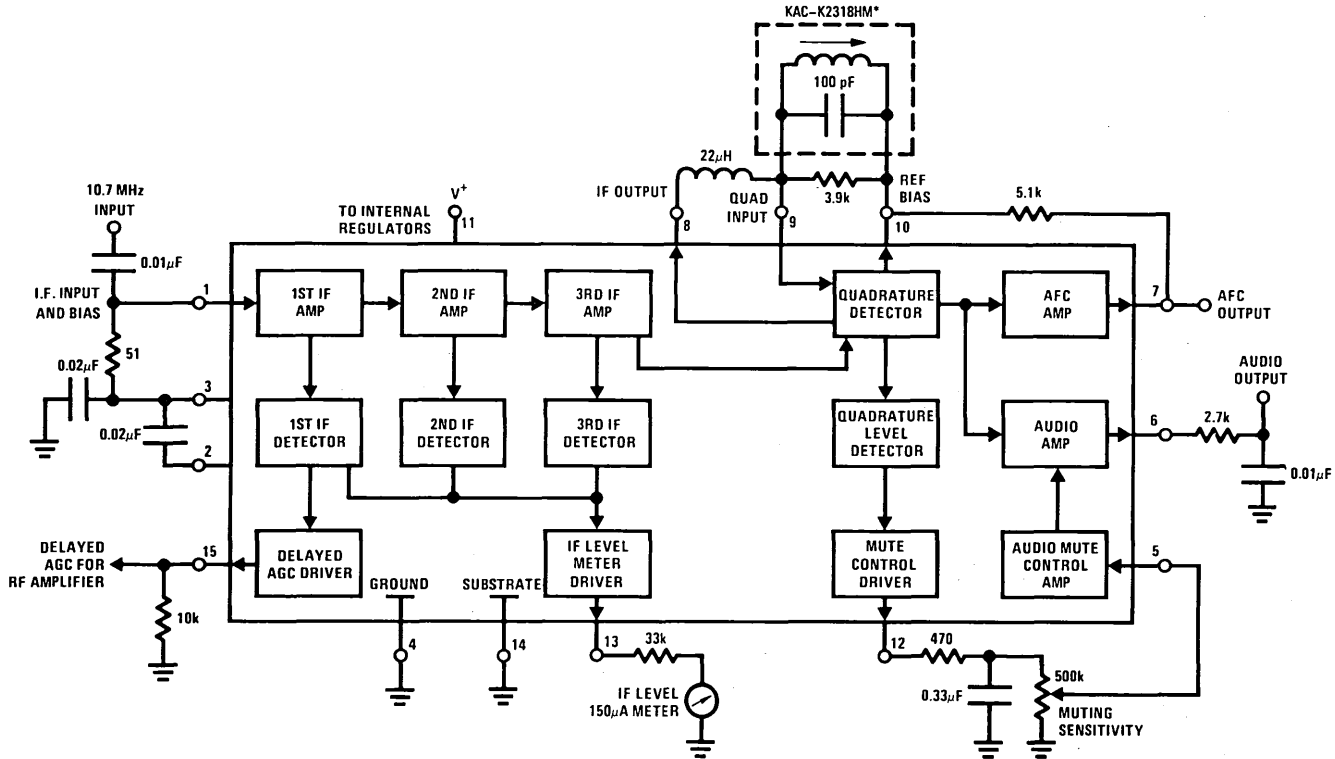 KAC–K2318HM*
100 pF
22µH
3.9k
IF OUTPUT
8
QUAD
INPUT
9
REF
BIAS
10
5.1k
10.7 MHz
INPUT
0.01µF
V+
TO INTERNAL
REGULATORS
11
I.F. INPUT
AND BIAS
1
51
0.02µF
3
0.02µF
2
1ST IF
AMP
2ND IF
AMP
3RD IF
AMP
QUADRATURE
DETECTOR
AFC
AMP
7
AFC
OUTPUT
1ST IF
DETECTOR
2ND IF
DETECTOR
3RD IF
DETECTOR
QUADRATURE
LEVEL
DETECTOR
AUDIO
AMP
6
2.7k
AUDIO
OUTPUT
0.01µF
DELAYED
AGC FOR
RF AMPLIFIER
15
10k
DELAYED
AGC DRIVER
GROUND
4
SUBSTRATE
14
IF LEVEL
METER
DRIVER
13
33k
IF LEVEL
150µA METER
MUTE
CONTROL
DRIVER
12
470
0.33µF
500k
MUTING
SENSITIVITY
AUDIO MUTE
CONTROL
AMP
5